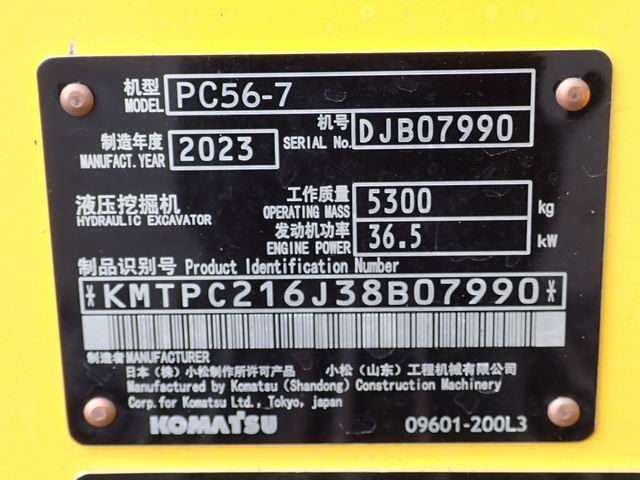 机型 MODEL PC56-7
机号 SERIAL No. DJB07990
制造年度 MANUFACT. YEAR 2023
液压挖掘机
HYDRAULIC EXCAVATOR
工作质量 OPERATING MASS 5300 kg
发动机功率 ENGINE POWER 36.5 kW
制品识别号 Product Identification Number
*KMTPC216J38B07990*
制造者 MANUFACTURER
日本（株）小松制作所许可产品 小松（山东）工程机械有限公司
Manufactured by Komatsu (Shandong) Construction Machinery
Corp. for Komatsu Ltd., Tokyo, japan
KOMATSU 09601-200L3